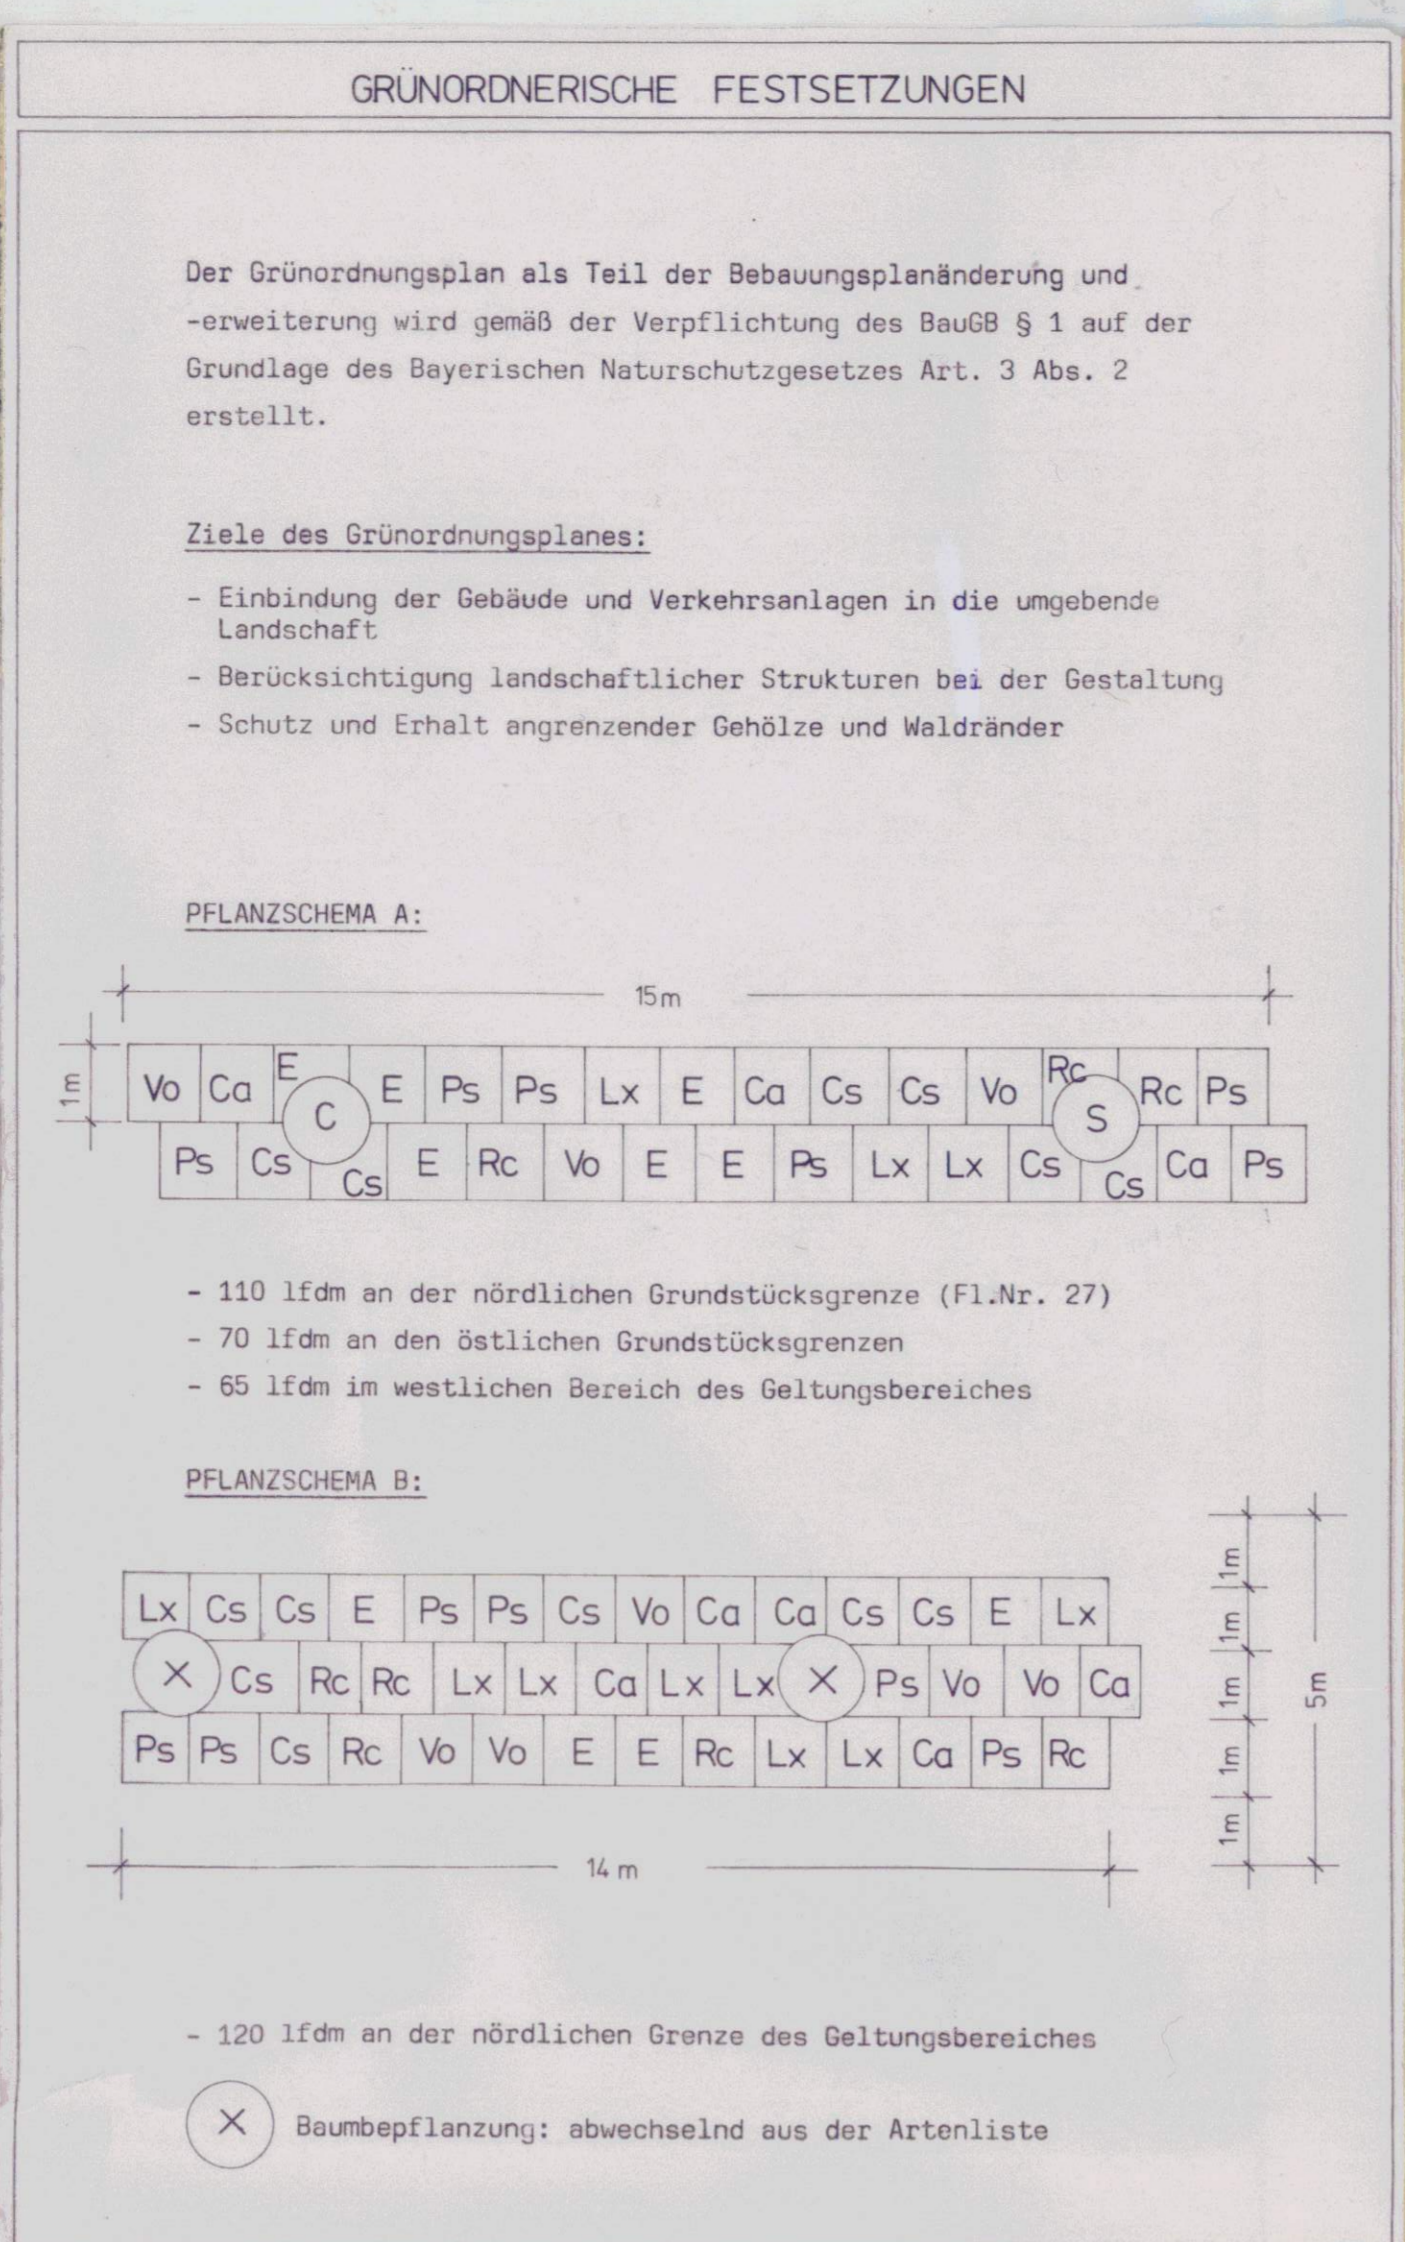 GRÜNORDNERISCHE FESTSETZUNGEN
Der Grünordnungsplan als Teil der Bebauungsplanänderung und
-erweiterung wird gemäß der Verpflichtung des BauGB § 1 auf der
Grundlage des Bayerischen Naturschutzgesetzes Art. 3 Abs. 2
erstellt.
Ziele des Grünordnungsplanes:
- Einbindung der Gebäude und Verkehrsanlagen in die umgebende
Landschaft
- Berücksichtigung landschaftlicher Strukturen bei der Gestaltung
- Schutz und Erhalt angrenzender Gehölze und Waldränder
PFLANZSCHEMA A:
15m
1m
Vo Ca E C E Ps Ps Lx E Ca Cs Cs Vo Rc S Rc Ps
Ps Cs Cs E Rc Vo E E Ps Lx Lx Cs Cs Ca Ps
- 110 lfdm an der nördlichen Grundstücksgrenze (Fl.Nr. 27)
- 70 lfdm an den östlichen Grundstücksgrenzen
- 65 lfdm im westlichen Bereich des Geltungsbereiches
PFLANZSCHEMA B:
Lx Cs Cs E Ps Ps Cs Vo Ca Ca Cs Cs E Lx
X Cs Rc Rc Lx Lx Ca Lx Lx X Ps Vo Vo Ca
Ps Ps Cs Rc Vo Vo E E Rc Lx Lx Ca Ps Rc
1m
1m
1m
1m
1m
5m
14 m
- 120 lfdm an der nördlichen Grenze des Geltungsbereiches
X Baumbepflanzung: abwechselnd aus der Artenliste